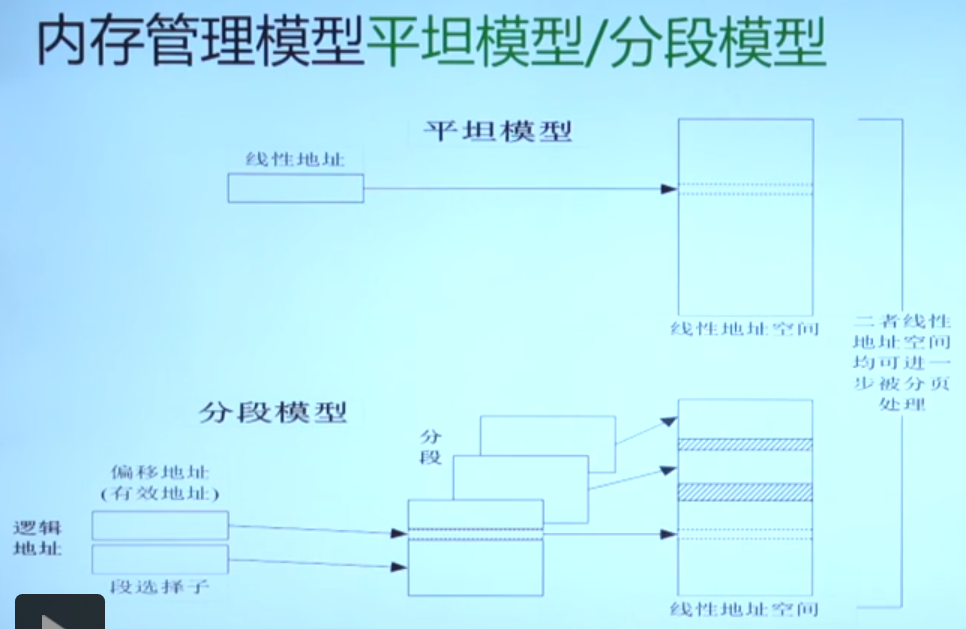 内存管理模型平坦模型/分段模型
平坦模型
线性地址
线性地址空间
二者线性
地址空间
均可进一
步被分页
处理
分段模型
分
段
偏移地址
(有效地址)
逻辑
地址
段选择子
线性地址空间